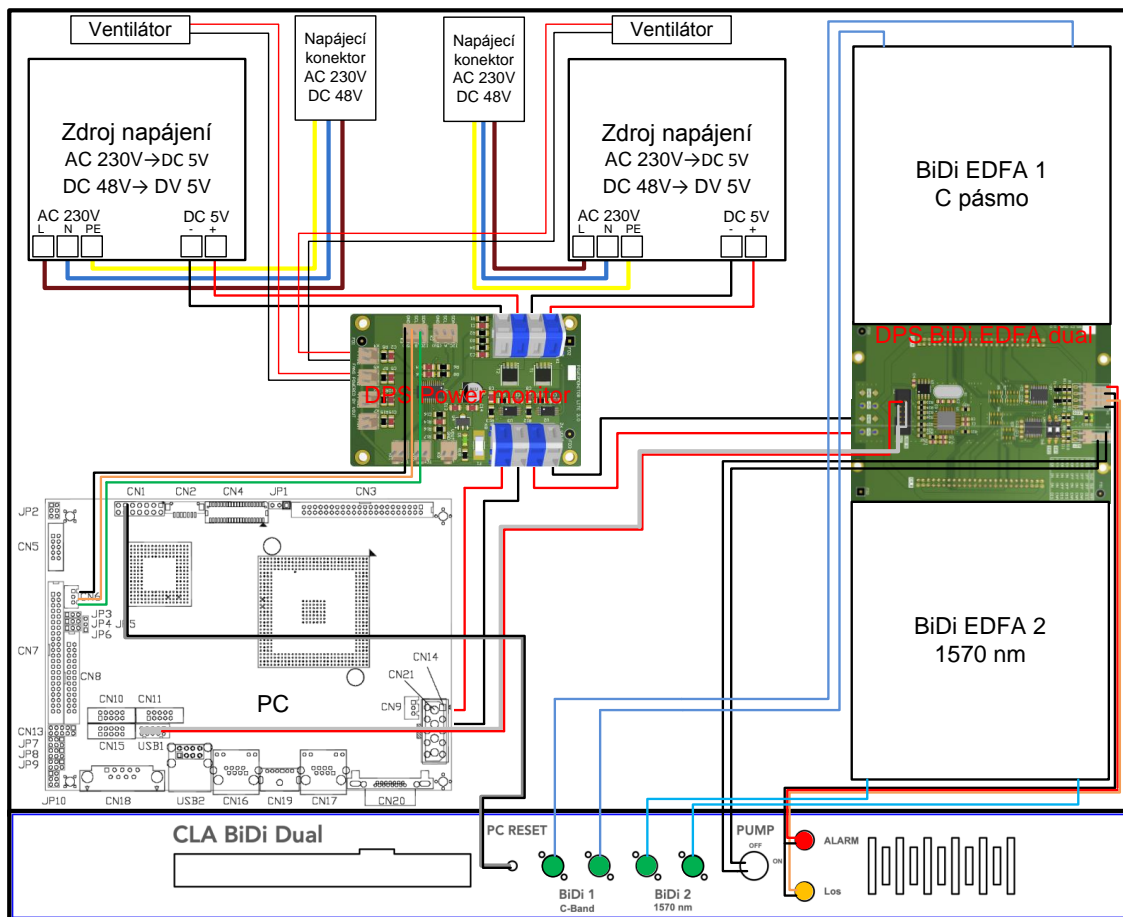 Ventilátor
Napájecí
konektor
AC 230V
DC 48V
Napájecí
konektor
AC 230V
DC 48V
Ventilátor
Zdroj napájení
AC 230V→DC 5V
DC 48V→ DV 5V
AC 230V
L N PE
DC 5V
- +
Zdroj napájení
AC 230V→DC 5V
DC 48V→ DV 5V
AC 230V
L N PE
DC 5V
- +
BiDi EDFA 1
C pásmo
DPS BiDi EDFA dual
DPS Power monitor
BiDi EDFA 2
1570 nm
CN1
CN2
CN4
JP1
CN3
JP2
CN5
CN6
JP3
JP4 JP5
JP6
CN7
CN8
CN14
CN21
CN9
PC
CN10
CN11
CN13
CN15
USB1
JP7
JP8
JP9
JP10
CN18
USB2
CN16
CN19
CN17
CN20
CLA BiDi Dual
PC RESET
BiDi 1
C-Band
BiDi 2
1570 nm
PUMP
OFF
ON
ALARM
Los